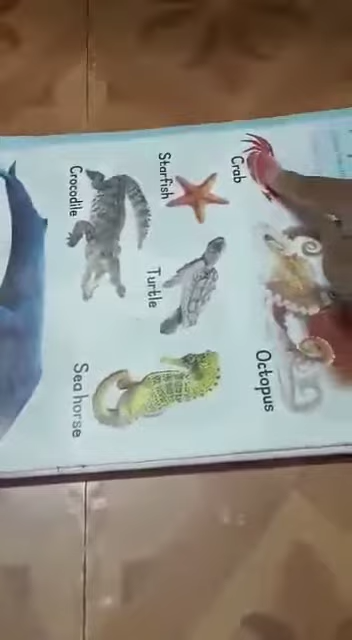 Crab
Octopus
Starfish
Turtle
Crocodile
Sea horse